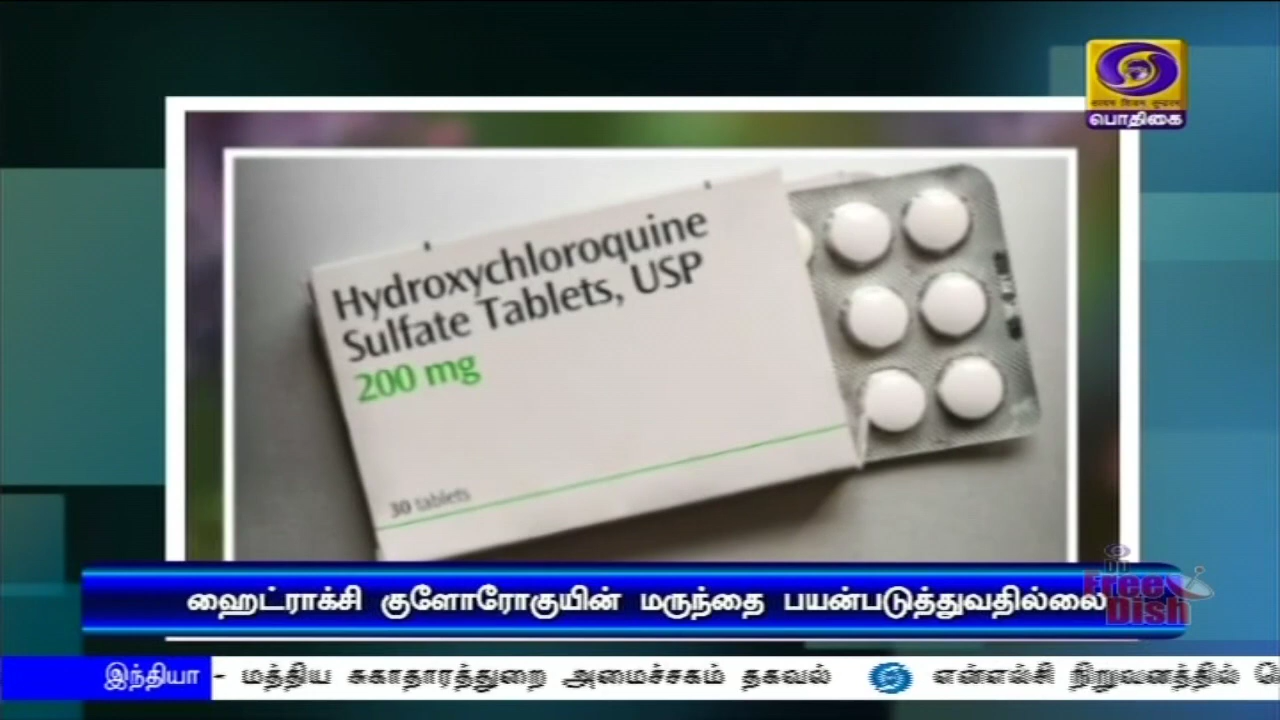 பொதிகை
Hydroxychloroquine
Sulfate Tablets, USP
200 mg
30 tablets
ஹைட்ராக்சி குளோரோகுயின் மருந்தை பயன்படுத்துவதில்லை
DD
Free
Dish
இந்தியா - மத்திய சுகாதாரத்துறை அமைச்சகம் தகவல் என்எல்சி நிறுவனத்தில்